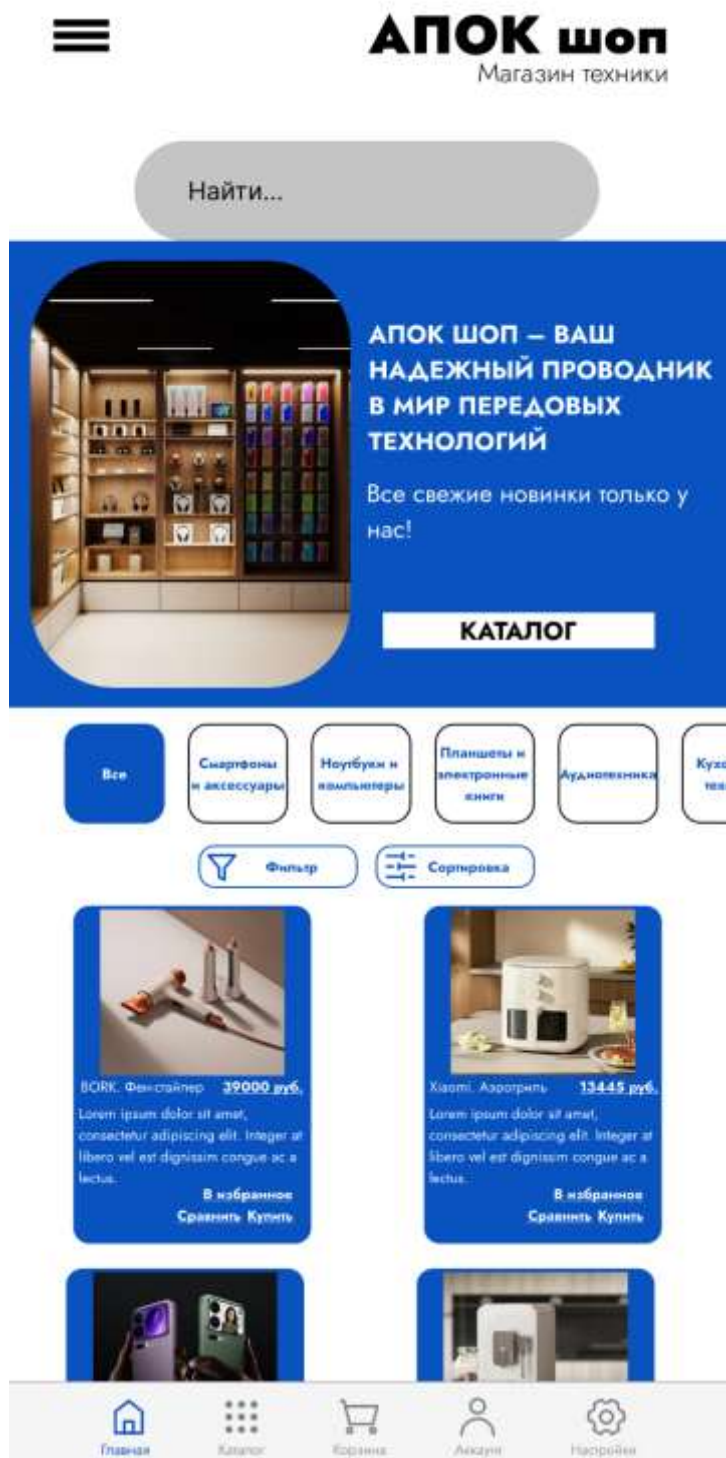 АПОК шоп
Магазин техники
Найти...
АПОК ШОП – ВАШ
НАДЕЖНЫЙ ПРОВОДНИК
В МИР ПЕРЕДОВЫХ
ТЕХНОЛОГИЙ
Все свежие новинки только у
нас!
КАТАЛОГ
Все
Смартфоны
и аксессуары
Ноутбуки и
компьютеры
Планшеты и
электронные
книги
Аудиотехника
Кухо
тех
Фильтр
Сортировка
BORK. Фен-стайлер 39000 руб.
Lorem ipsum dolor sit amet,
consectetur adipiscing elit. Integer at
libero vel est dignissim congue ac a
lectus.
В избранное
Сравнить Купить
Xiaomi. Аэрогриль 13445 руб.
Lorem ipsum dolor sit amet,
consectetur adipiscing elit. Integer at
libero vel est dignissim congue ac a
lectus.
В избранное
Сравнить Купить
Главная
Каталог
Корзина
Аккаунт
Настройки